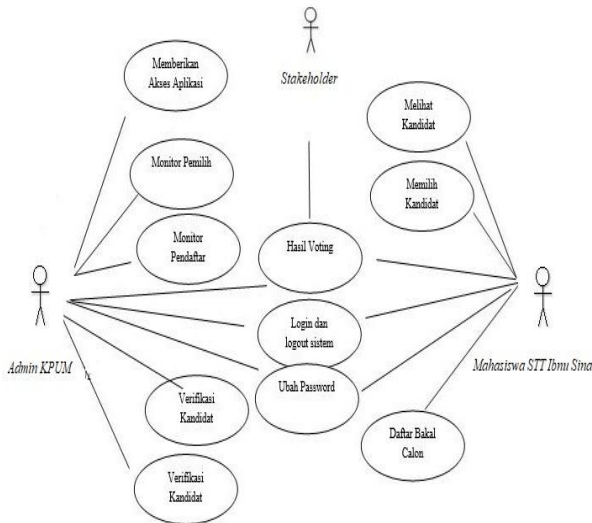 Memberikan
Akses Aplikasi
Stakeholder
Melihat
Kandidat
Monitor Pemilih
Memilih
Kandidat
Monitor
Pendaftar
Hasil Voting
Login dan
logout sistem
Admin KPUM
Mahasiswa STT Ibnu Sina
Ubah Password
Verifikasi
Kandidat
Daftar Bakal
Calon
Verifikasi
Kandidat